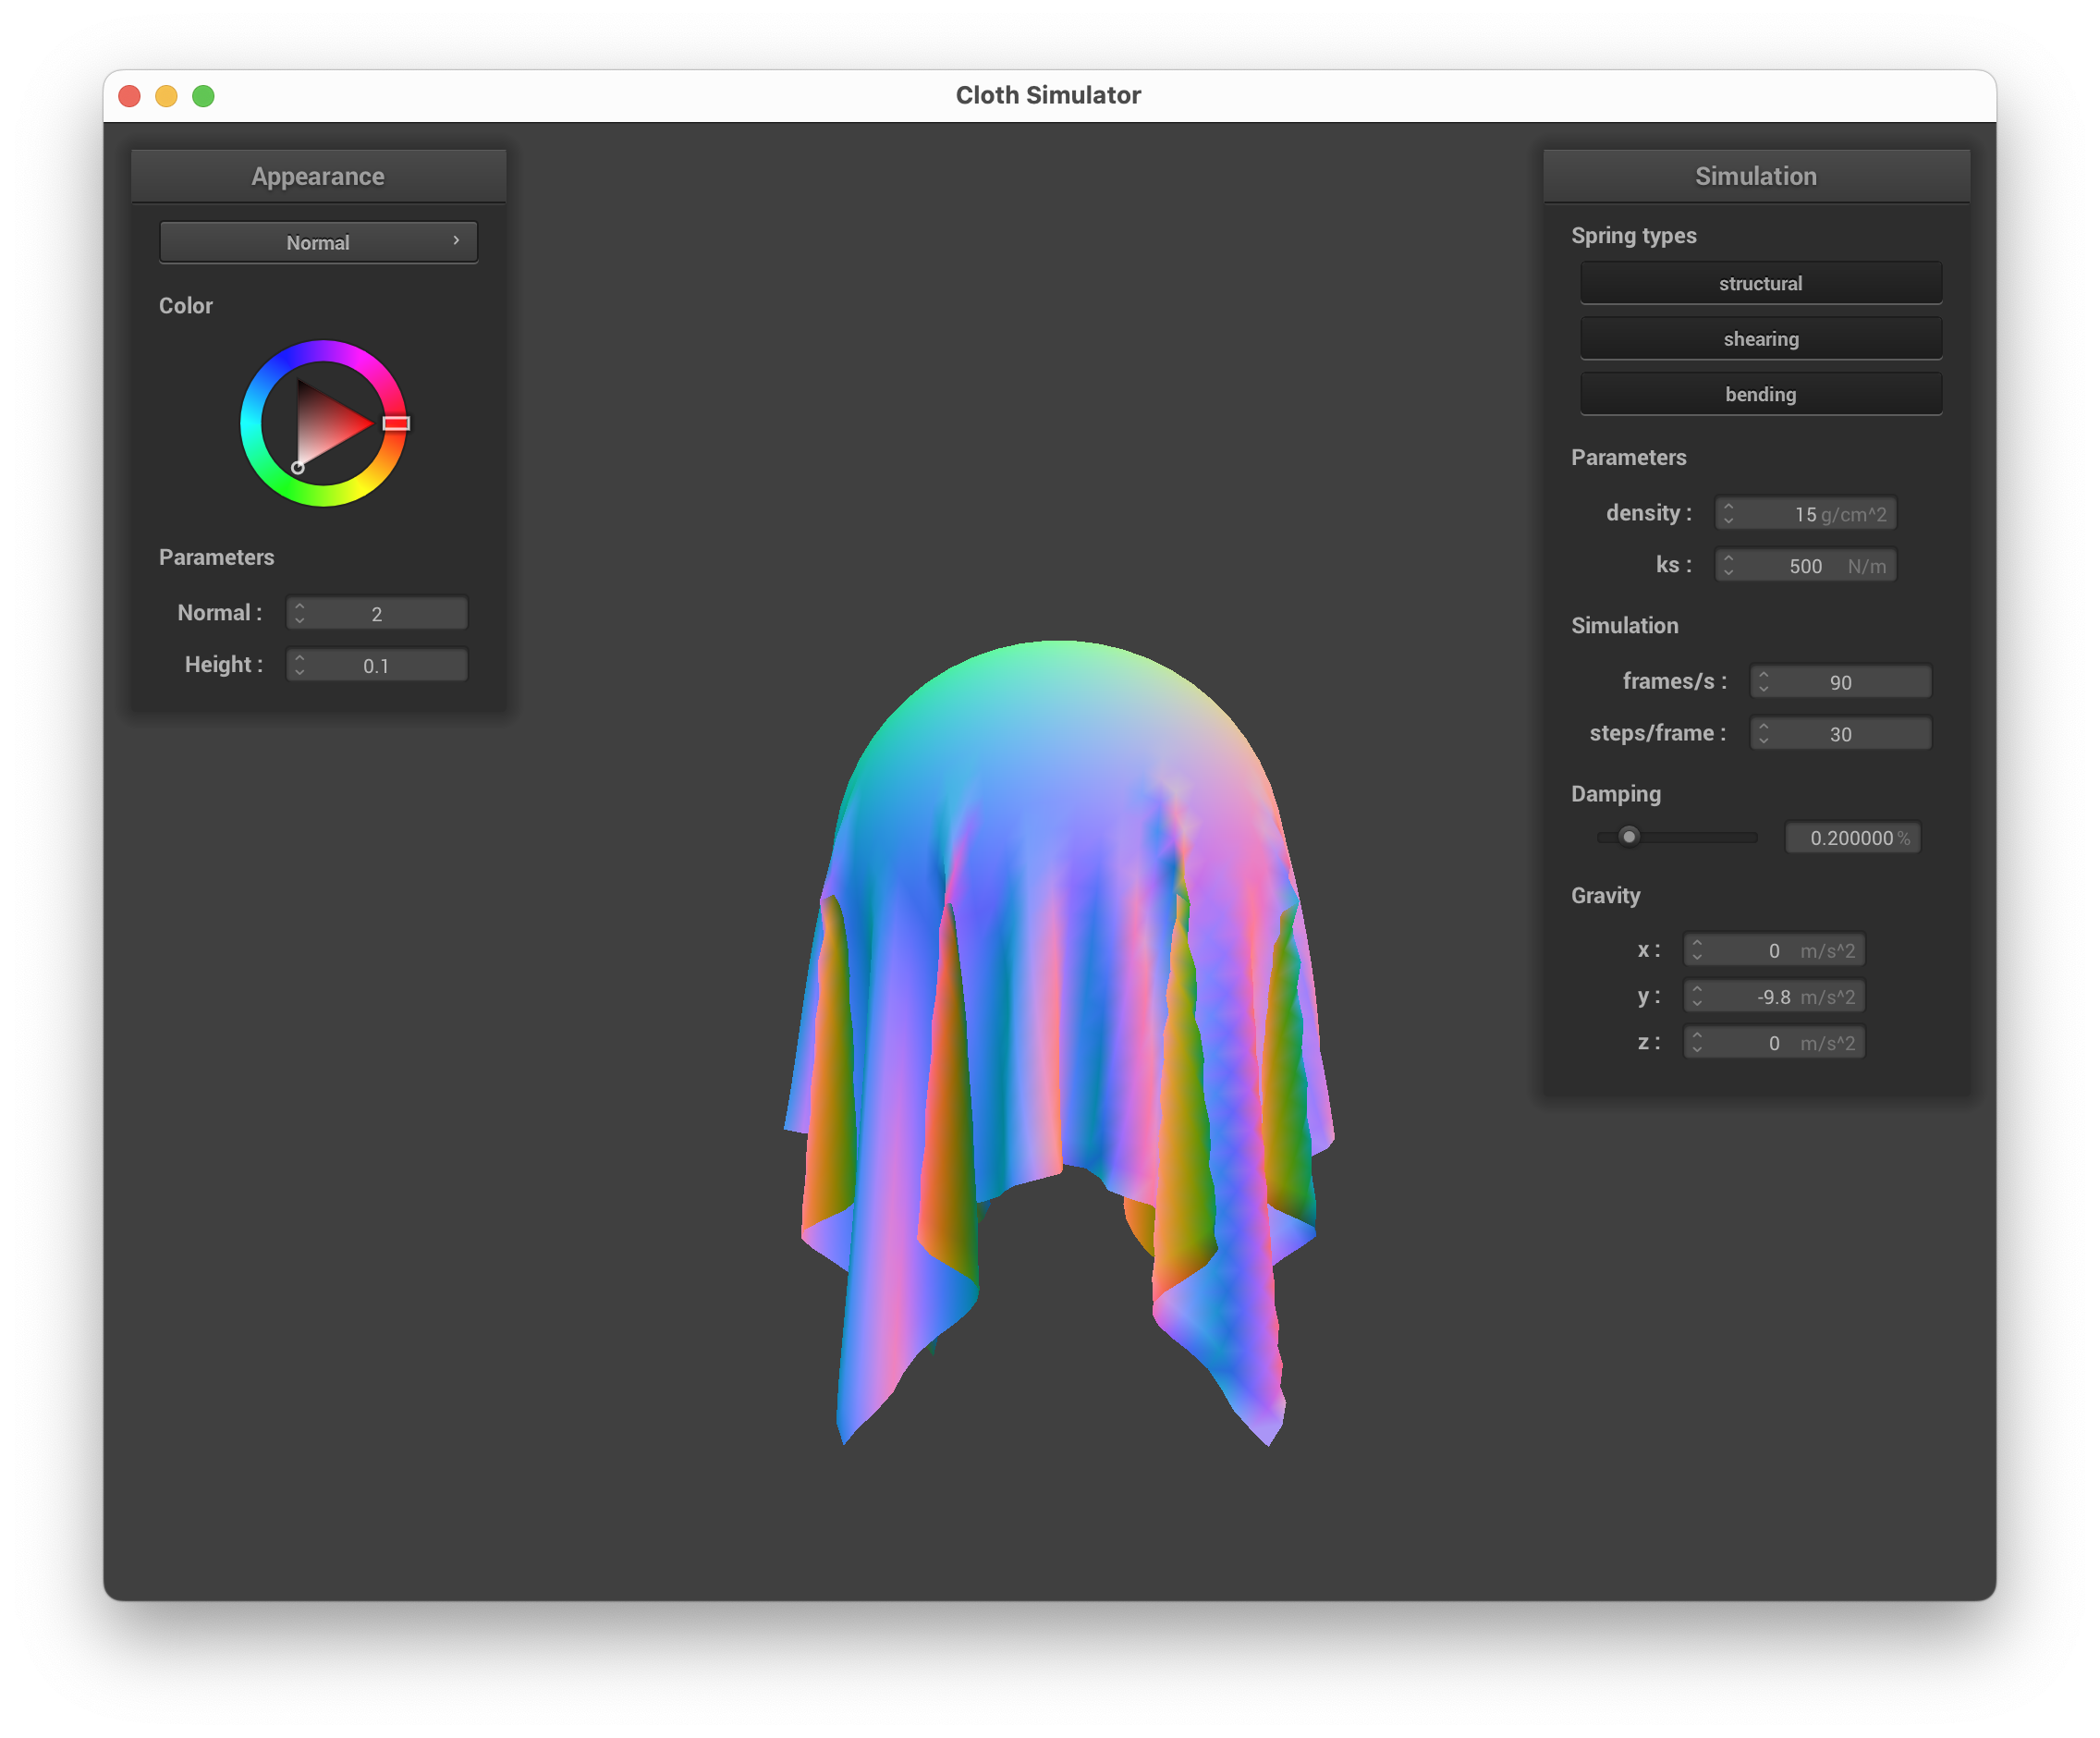 Cloth Simulator
Appearance
Normal
Color
Parameters
Normal : 2
Height : 0.1
Simulation
Spring types
structural
shearing
bending
Parameters
density : 15 g/cm^2
ks : 500 N/m
Simulation
frames/s : 90
steps/frame : 30
Damping
0.200000 %
Gravity
x : 0 m/s^2
y : -9.8 m/s^2
z : 0 m/s^2